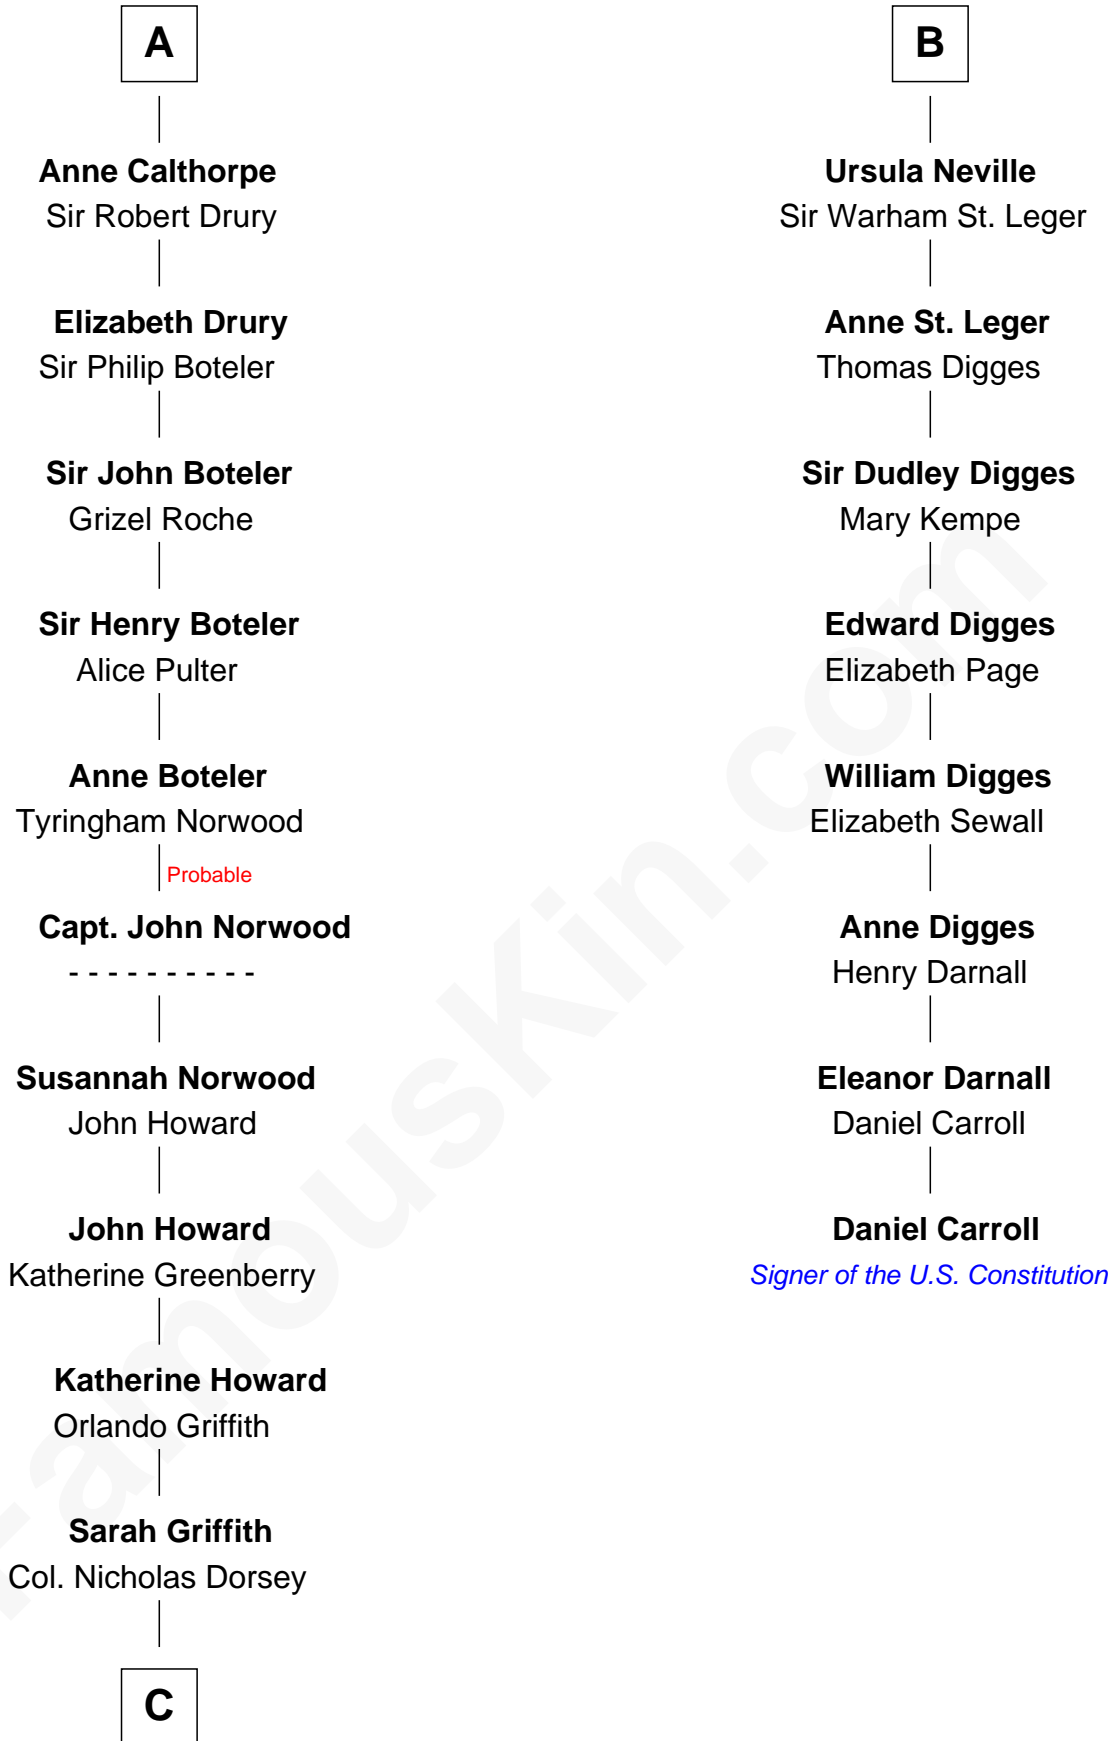 A
Anne Calthorpe
Sir Robert Drury
Elizabeth Drury
Sir Philip Boteler
Sir John Boteler
Grizel Roche
Sir Henry Boteler
Alice Pulter
Anne Boteler
Tyringham Norwood
Probable
Capt. John Norwood
- - - - - - - - - -
Susannah Norwood
John Howard
John Howard
Katherine Greenberry
Katherine Howard
Orlando Griffith
Sarah Griffith
Col. Nicholas Dorsey
C
B
Ursula Neville
Sir Warham St. Leger
Anne St. Leger
Thomas Digges
Sir Dudley Digges
Mary Kempe
Edward Digges
Elizabeth Page
William Digges
Elizabeth Sewall
Anne Digges
Henry Darnall
Eleanor Darnall
Daniel Carroll
Daniel Carroll
Signer of the U.S. Constitution
FamousKin.com